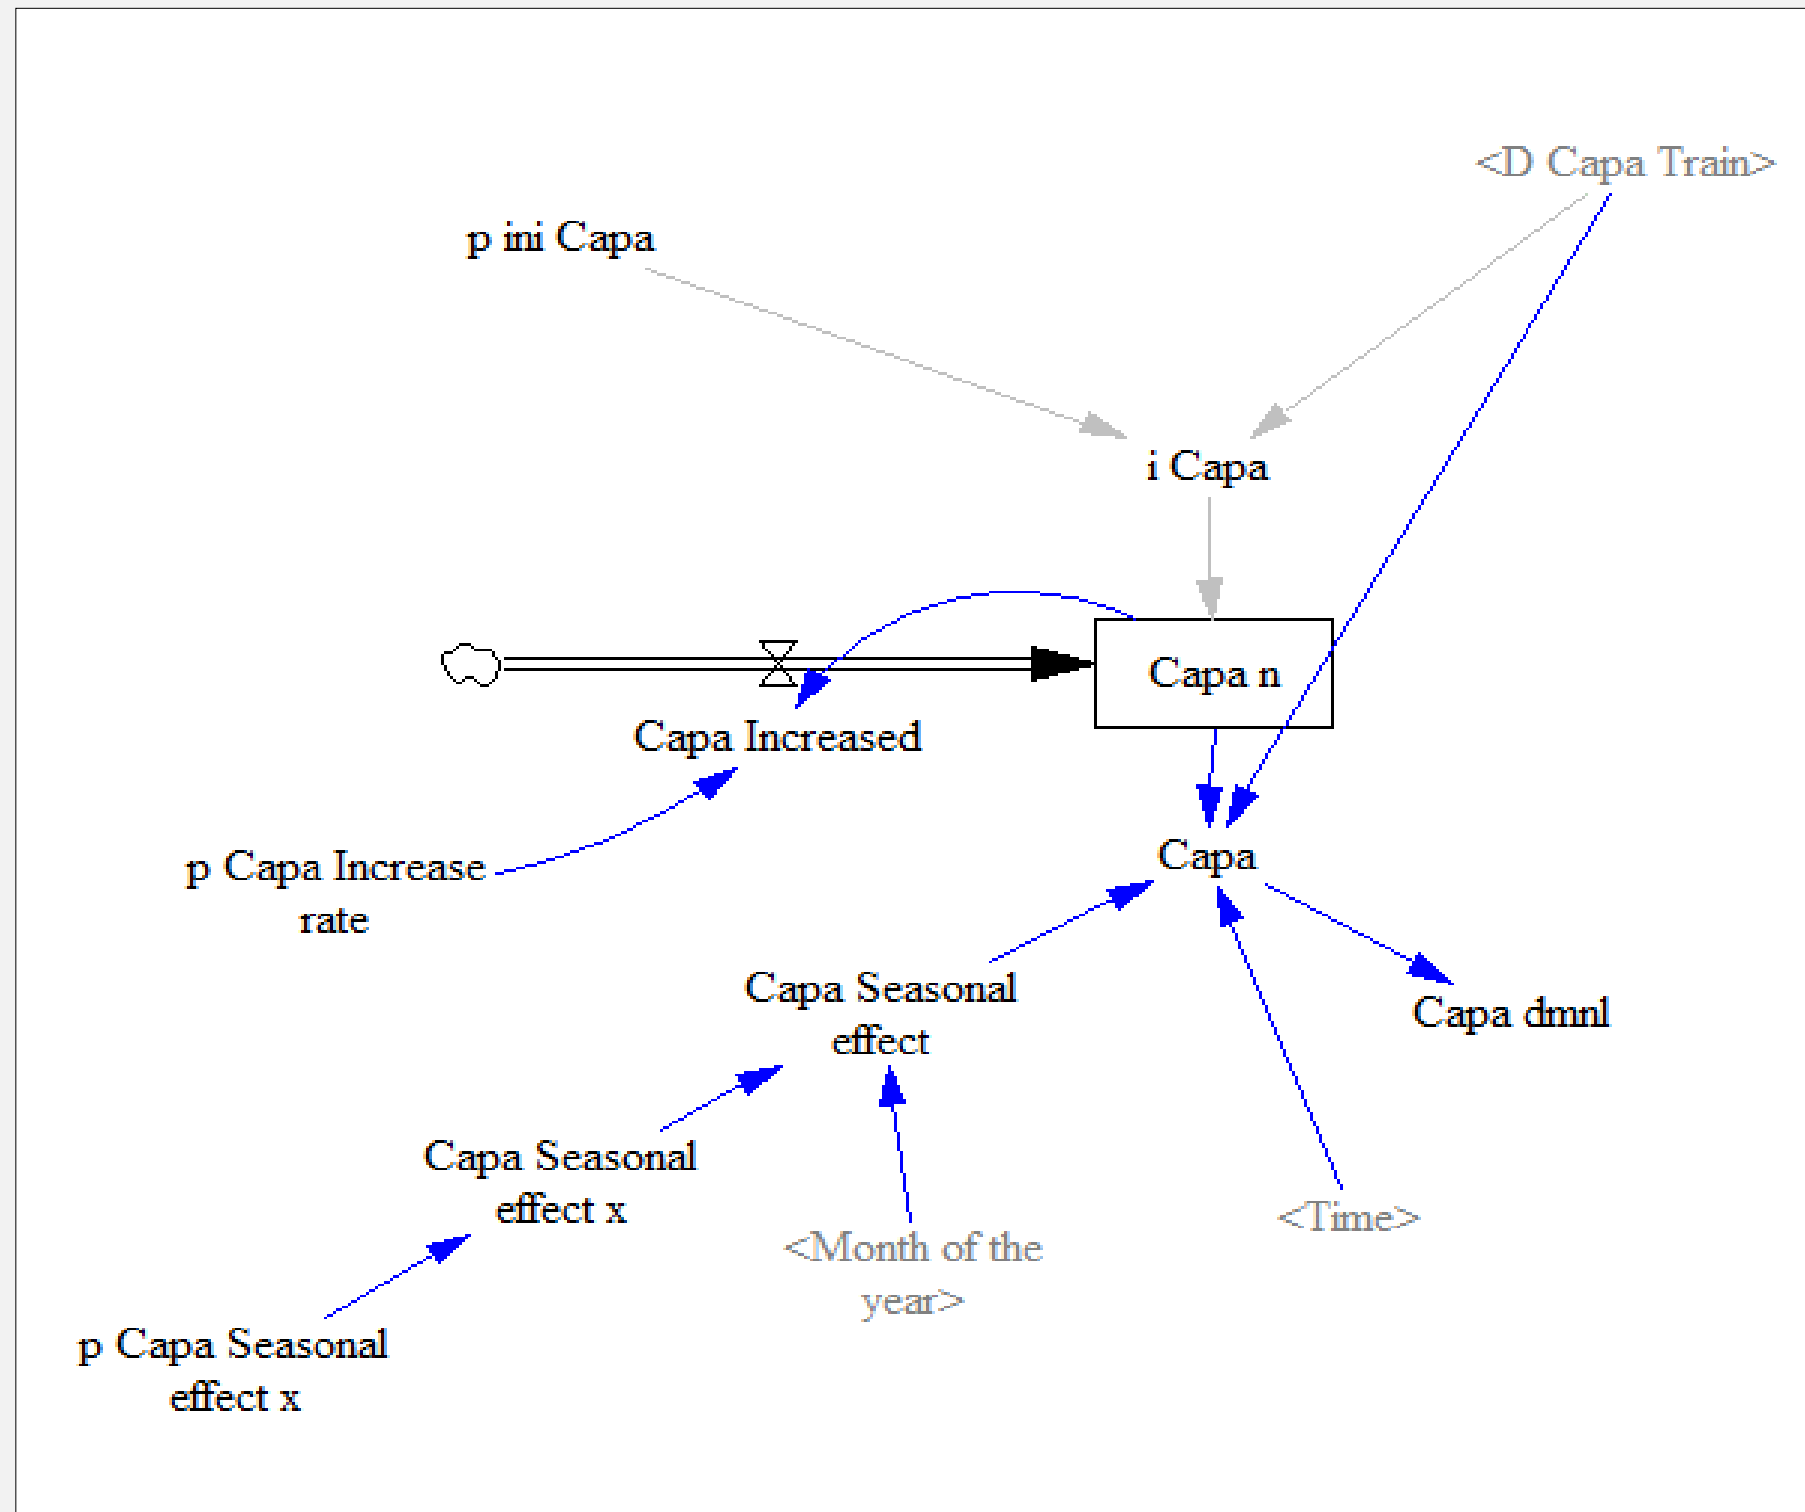 <D Capa Train>
p ini Capa
i Capa
Capa n
Capa Increased
p Capa Increase
rate
Capa
Capa Seasonal
effect
Capa dmnl
Capa Seasonal
effect x
<Time>
<Month of the
year>
p Capa Seasonal
effect x